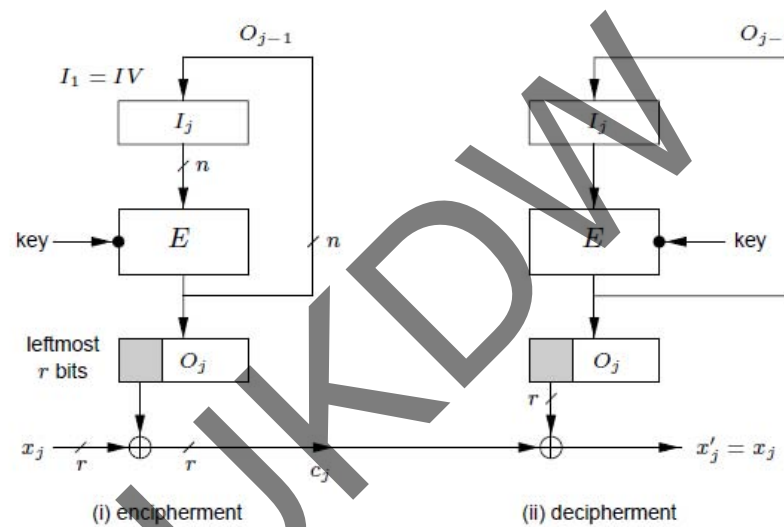 O_{j-1}
I_1 = IV
I_j
n
key
E
n
leftmost
r bits
O_j
x_j
r
r
c_j
(i) encipherment
O_{j-
I_j
E
key
O_j
r
x'_j = x_j
(ii) decipherment
UKDW